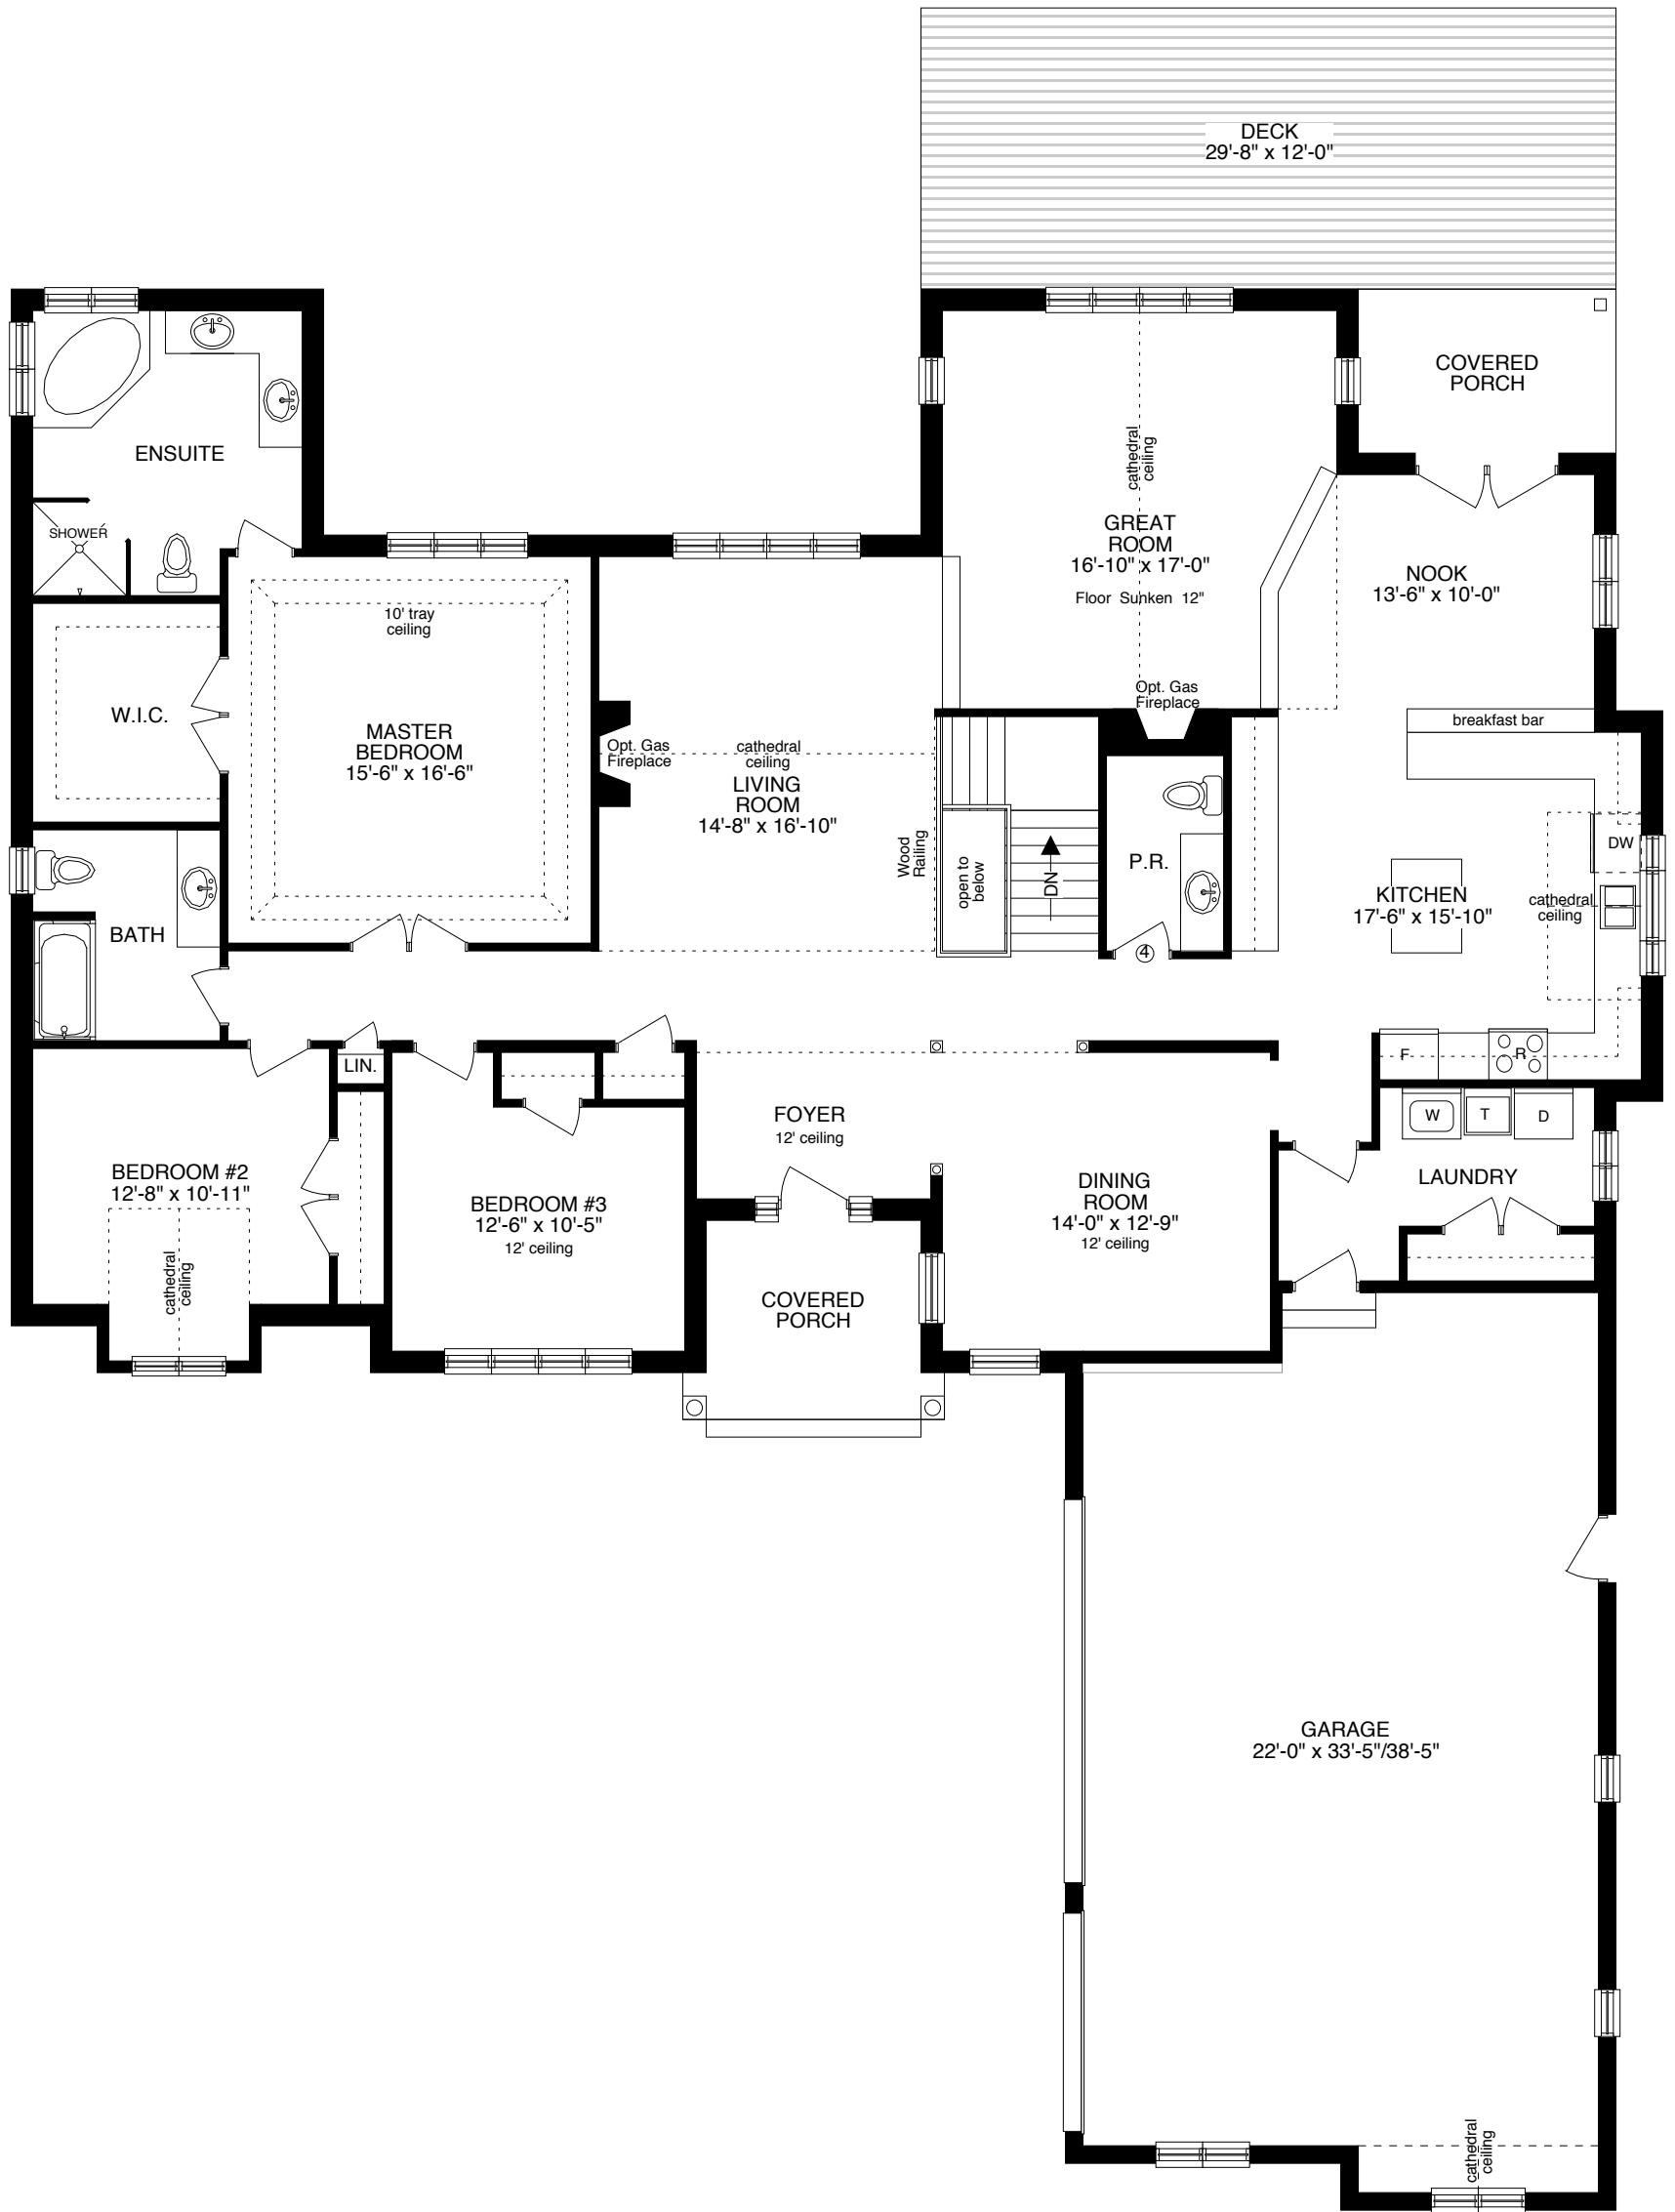 DECK
29'-8" x 12'-0"
COVERED
PORCH
ENSUITE
SHOWER
cathedral
ceiling
GREAT
ROOM
16'-10" x 17'-0"
Floor Sunken 12"
NOOK
13'-6" x 10'-0"
10' tray
ceiling
W.I.C.
MASTER
BEDROOM
15'-6" x 16'-6"
Opt. Gas
Fireplace
cathedral
ceiling
LIVING
ROOM
14'-8" x 16'-10"
Opt. Gas
Fireplace
breakfast bar
Wood
Railing
open to
below
DN
P.R.
4
DW
KITCHEN
17'-6" x 15'-10"
cathedral
ceiling
BATH
F
R
LIN.
FOYER
12' ceiling
W
T
D
LAUNDRY
BEDROOM #2
12'-8" x 10'-11"
cathedral
ceiling
BEDROOM #3
12'-6" x 10'-5"
12' ceiling
DINING
ROOM
14'-0" x 12'-9"
12' ceiling
COVERED
PORCH
GARAGE
22'-0" x 33'-5"/38'-5"
cathedral
ceiling